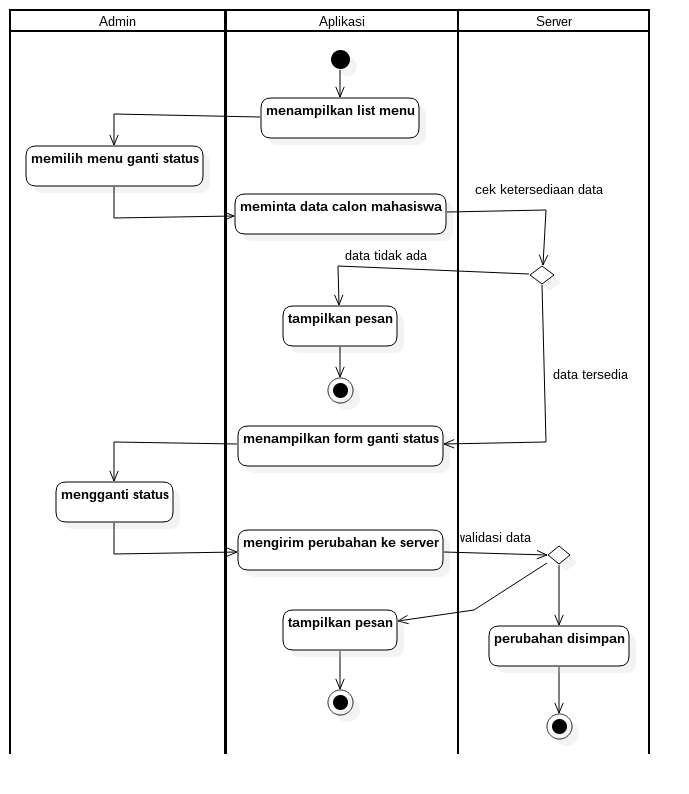 Admin
Aplikasi
Server
menampilkan list menu
memilih menu ganti status
cek ketersediaan data
meminta data calon mahasiswa
data tidak ada
tampilkan pesan
data tersedia
menampilkan form ganti status
mengganti status
validasi data
mengirim perubahan ke server
tampilkan pesan
perubahan disimpan